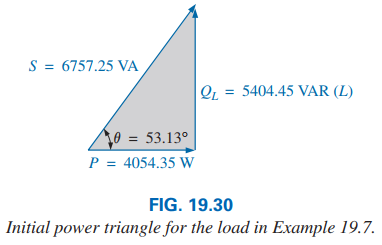 S = 6757.25 VA
Q_L = 5404.45 VAR (L)
θ = 53.13°
P = 4054.35 W
FIG. 19.30
Initial power triangle for the load in Example 19.7.